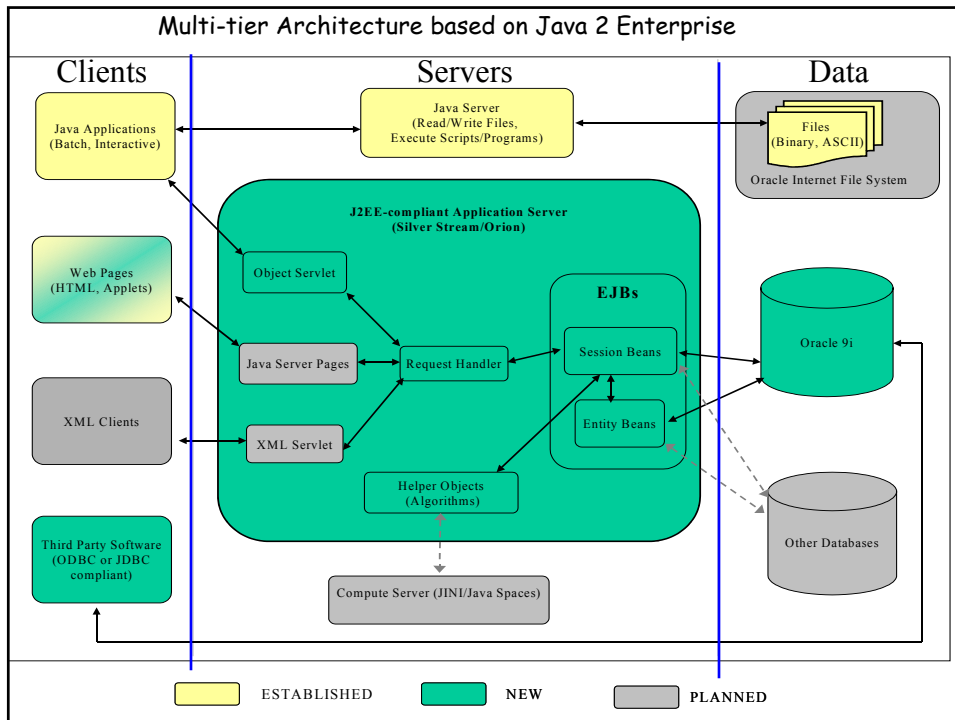 Multi-tier Architecture based on Java 2 Enterprise
Clients
Servers
Data
Java Applications
(Batch, Interactive)
Java Server
(Read/Write Files,
Execute Scripts/Programs)
Files
(Binary, ASCII)
Oracle Internet File System
J2EE-compliant Application Server
(Silver Stream/Orion)
Web Pages
(HTML, Applets)
Object Servlet
EJBs
Java Server Pages
Request Handler
Session Beans
Oracle 9i
XML Clients
XML Servlet
Entity Beans
Helper Objects
(Algorithms)
Third Party Software
(ODBC or JDBC
compliant)
Other Databases
Compute Server (JINI/Java Spaces)
ESTABLISHED
NEW
PLANNED